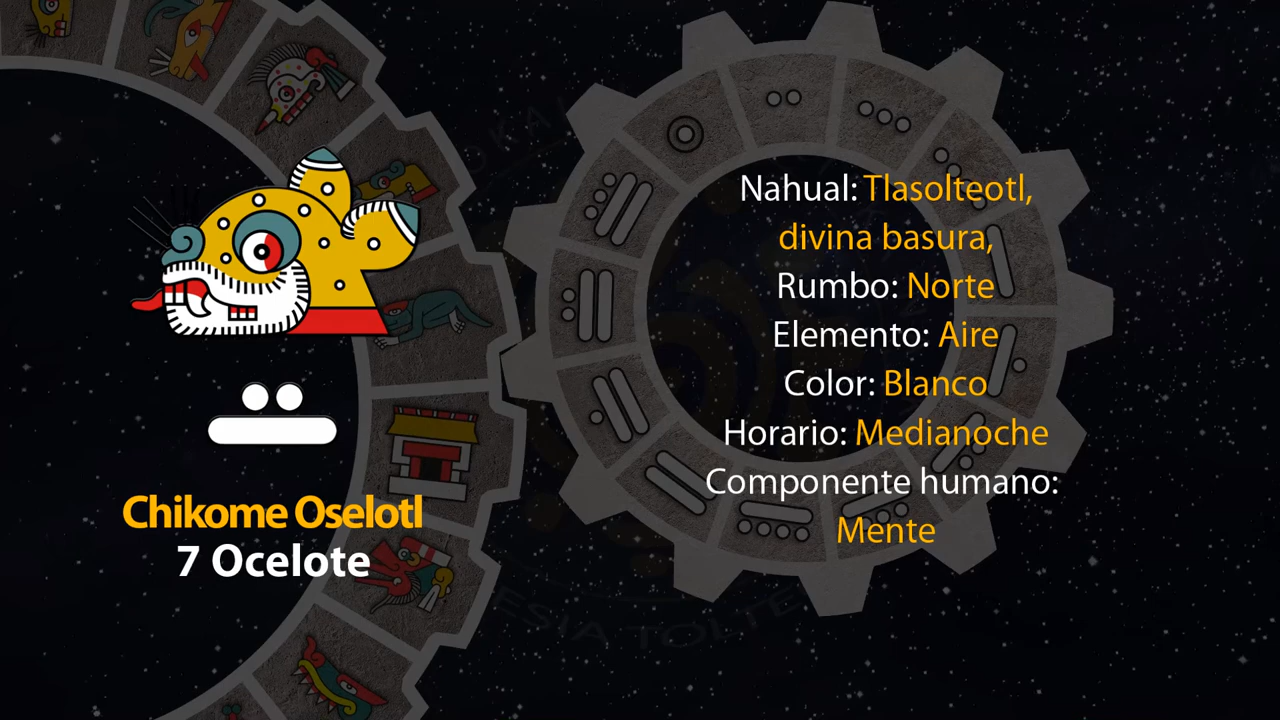 Chikome Oselotl
7 Ocelote
Nahual: Tlasolteotl,
divina basura,
Rumbo: Norte
Elemento: Aire
Color: Blanco
Horario: Medianoche
Componente humano:
Mente